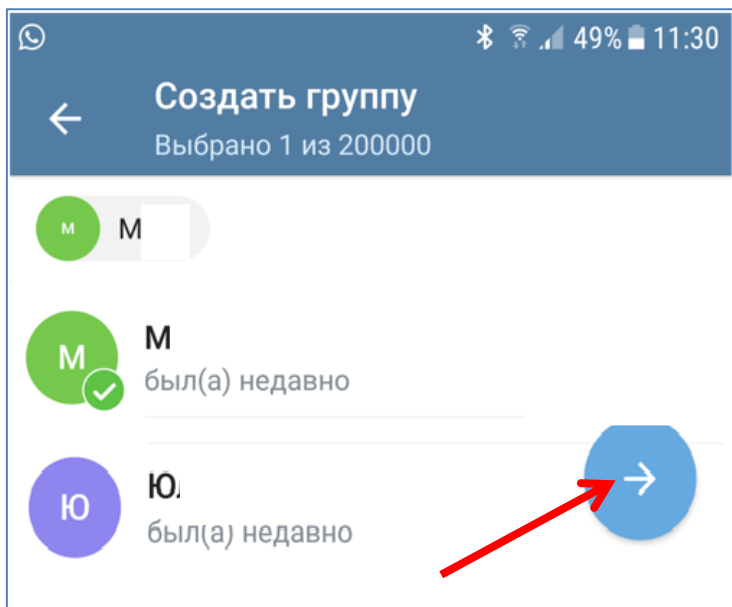 49% 11:30
Создать группу
Выбрано 1 из 200000
М М
М М
был(а) недавно
Ю Ю
был(а) недавно